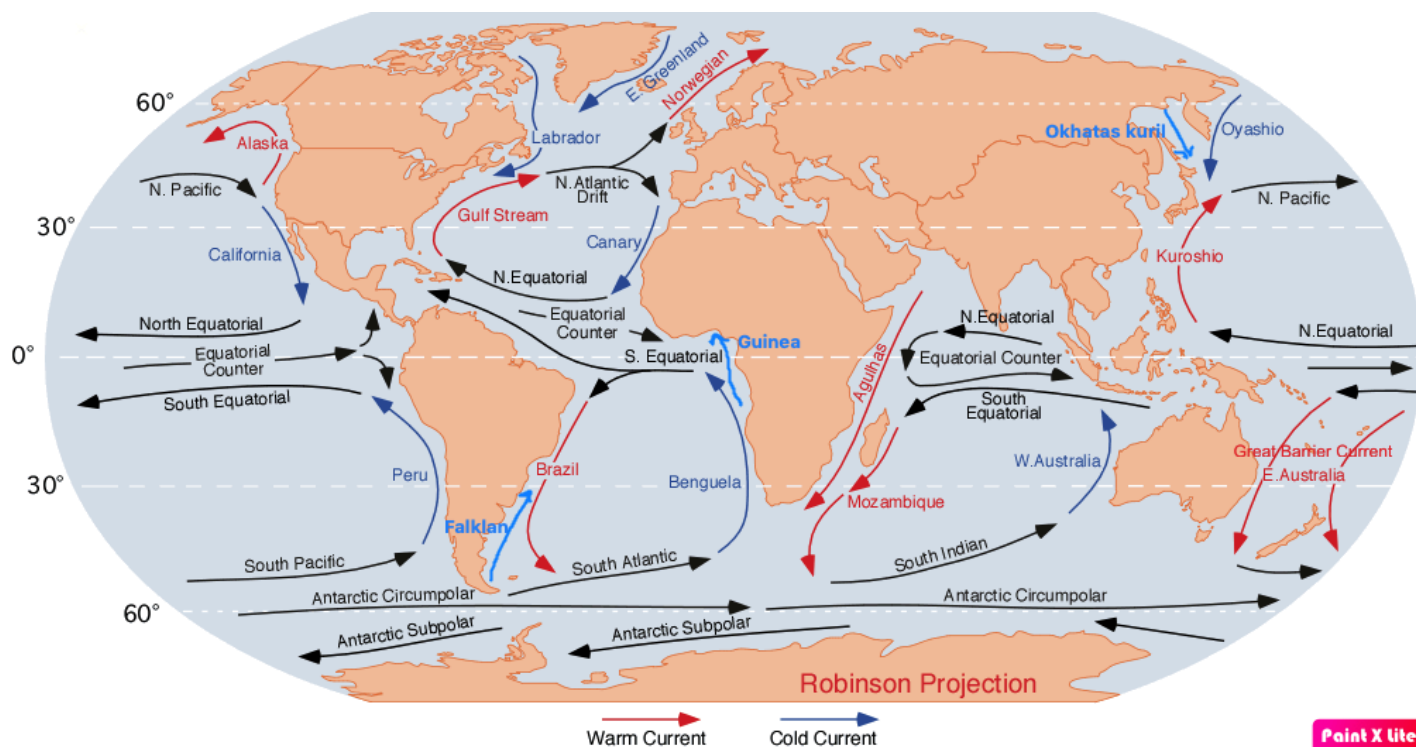 E. Greenland
Norwegian
60°
Labrador
Okhatas kuril
Oyashio
Alaska
N. Pacific
N.Atlantic
Drift
N. Pacific
Gulf Stream
30°
California
Canary
Kuroshio
N.Equatorial
North Equatorial
Equatorial
Counter
N.Equatorial
N.Equatorial
0°
Equatorial
Counter
S. Equatorial
Guinea
Equatorial Counter
South Equatorial
Agulhas
South
Equatorial
Peru
Brazil
Benguela
W.Australia
Great Barrier Current
E.Australia
30°
Mozambique
Falklan
South Pacific
South Atlantic
South Indian
Antarctic Circumpolar
Antarctic Circumpolar
60°
Antarctic Subpolar
Antarctic Subpolar
Robinson Projection
Warm Current
Cold Current
Paint X Lite